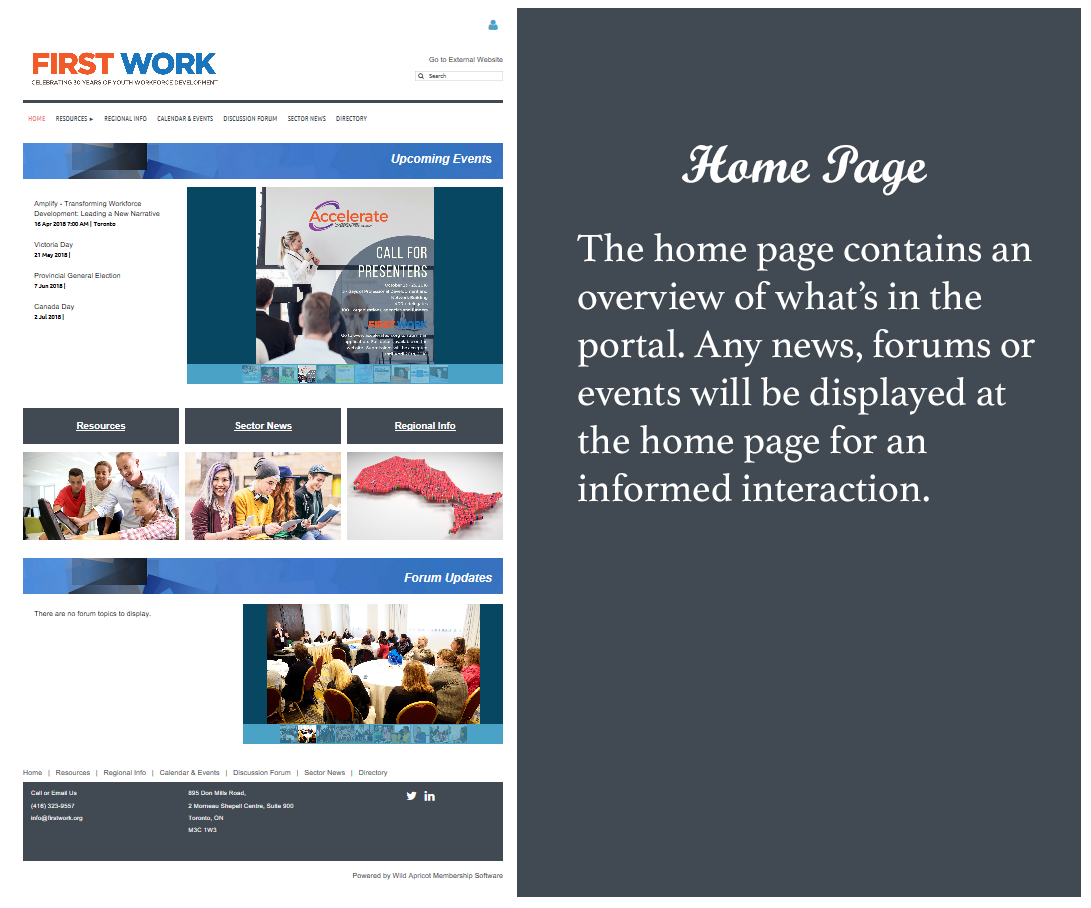 FIRST WORK
CELEBRATING 30 YEARS OF YOUTH WORKFORCE DEVELOPMENT
Go to External Website
Search
HOME RESOURCES ► REGIONAL INFO CALENDAR & EVENTS DISCUSSION FORUM SECTOR NEWS DIRECTORY
Upcoming Events
Amplify - Transforming Workforce
Development: Leading a New Narrative
16 Apr 2018 7:00 AM | Toronto
Victoria Day
21 May 2018 |
Provincial General Election
7 Jun 2018 |
Canada Day
2 Jul 2018 |
Accelerate
CALL FOR
PRESENTERS
Network Building
FIRST WORK
Resources
Sector News
Regional Info
Forum Updates
There are no forum topics to display.
Home | Resources | Regional Info | Calendar & Events | Discussion Forum | Sector News | Directory
Call or Email Us
(416) 323-9557
info@firstwork.org
895 Don Mills Road,
2 Morneau Shepell Centre, Suite 900
Toronto, ON
M3C 1W3
Powered by Wild Apricot Membership Software
Home Page
The home page contains an
overview of what's in the
portal. Any news, forums or
events will be displayed at
the home page for an
informed interaction.